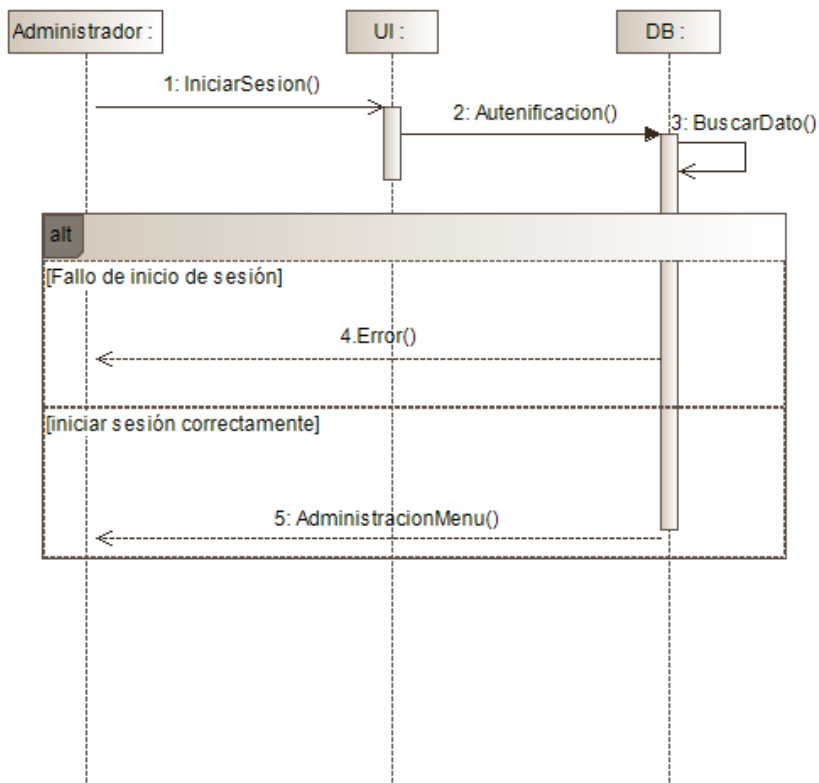 Administrador :
UI :
DB :
1: IniciarSesion()
2: Autenificacion()
3: BuscarDato()
alt
[Fallo de inicio de sesión]
4.Error()
[iniciar sesión correctamente]
5: AdministracionMenu()